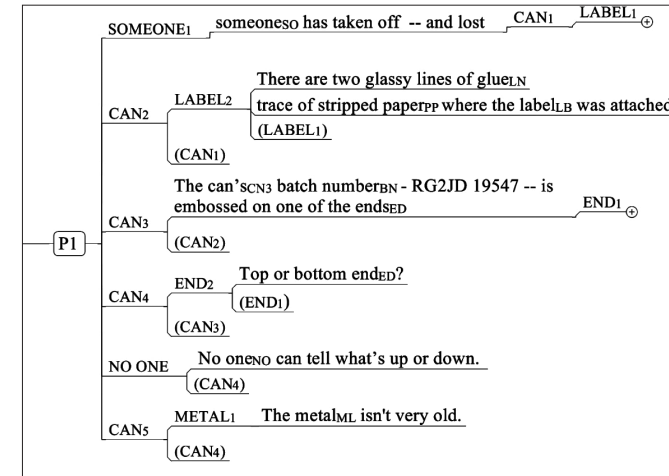 SOMEONE1 someoneSO has taken off -- and lost CAN1 LABEL1
CAN2 LABEL2 There are two glassy lines of glueLN
trace of stripped paperPP where the labelLB was attached
(LABEL1)
(CAN1)
CAN3 The can'sSCN3 batch numberBN - RG2JD 19547 -- is
embossed on one of the endsED END1
(CAN2)
P1
CAN4 END2 Top or bottom endED?
(END1)
(CAN3)
NO ONE No oneNO can tell what's up or down.
(CAN4)
CAN5 METAL1 The metalML isn't very old.
(CAN4)